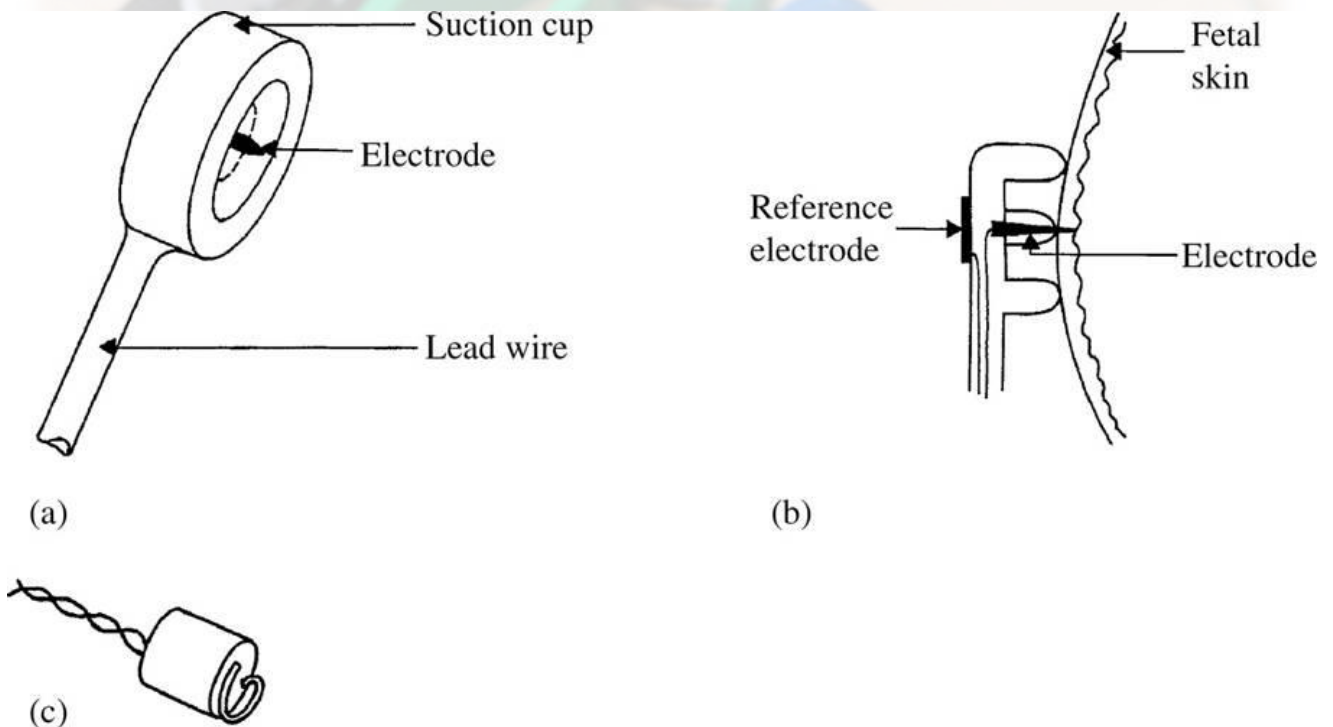 Suction cup
Electrode
Lead wire
(a)
Fetal
skin
Reference
electrode
Electrode
(b)
(c)